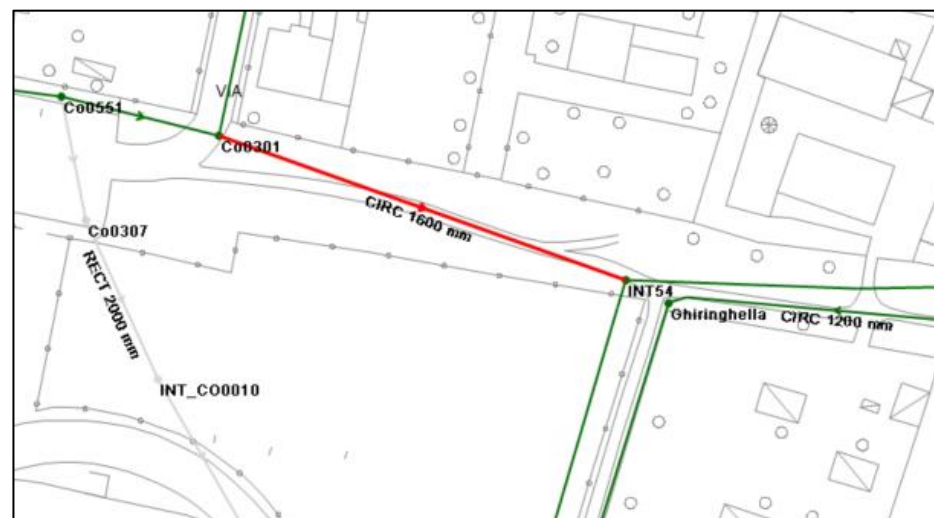 VIA
Co0551
Co0301
CIRC 1600 mm
Co0307
RECT 2000 mm
INT54
Ghiringhella
CIRC 1200 mm
INT_CO0010